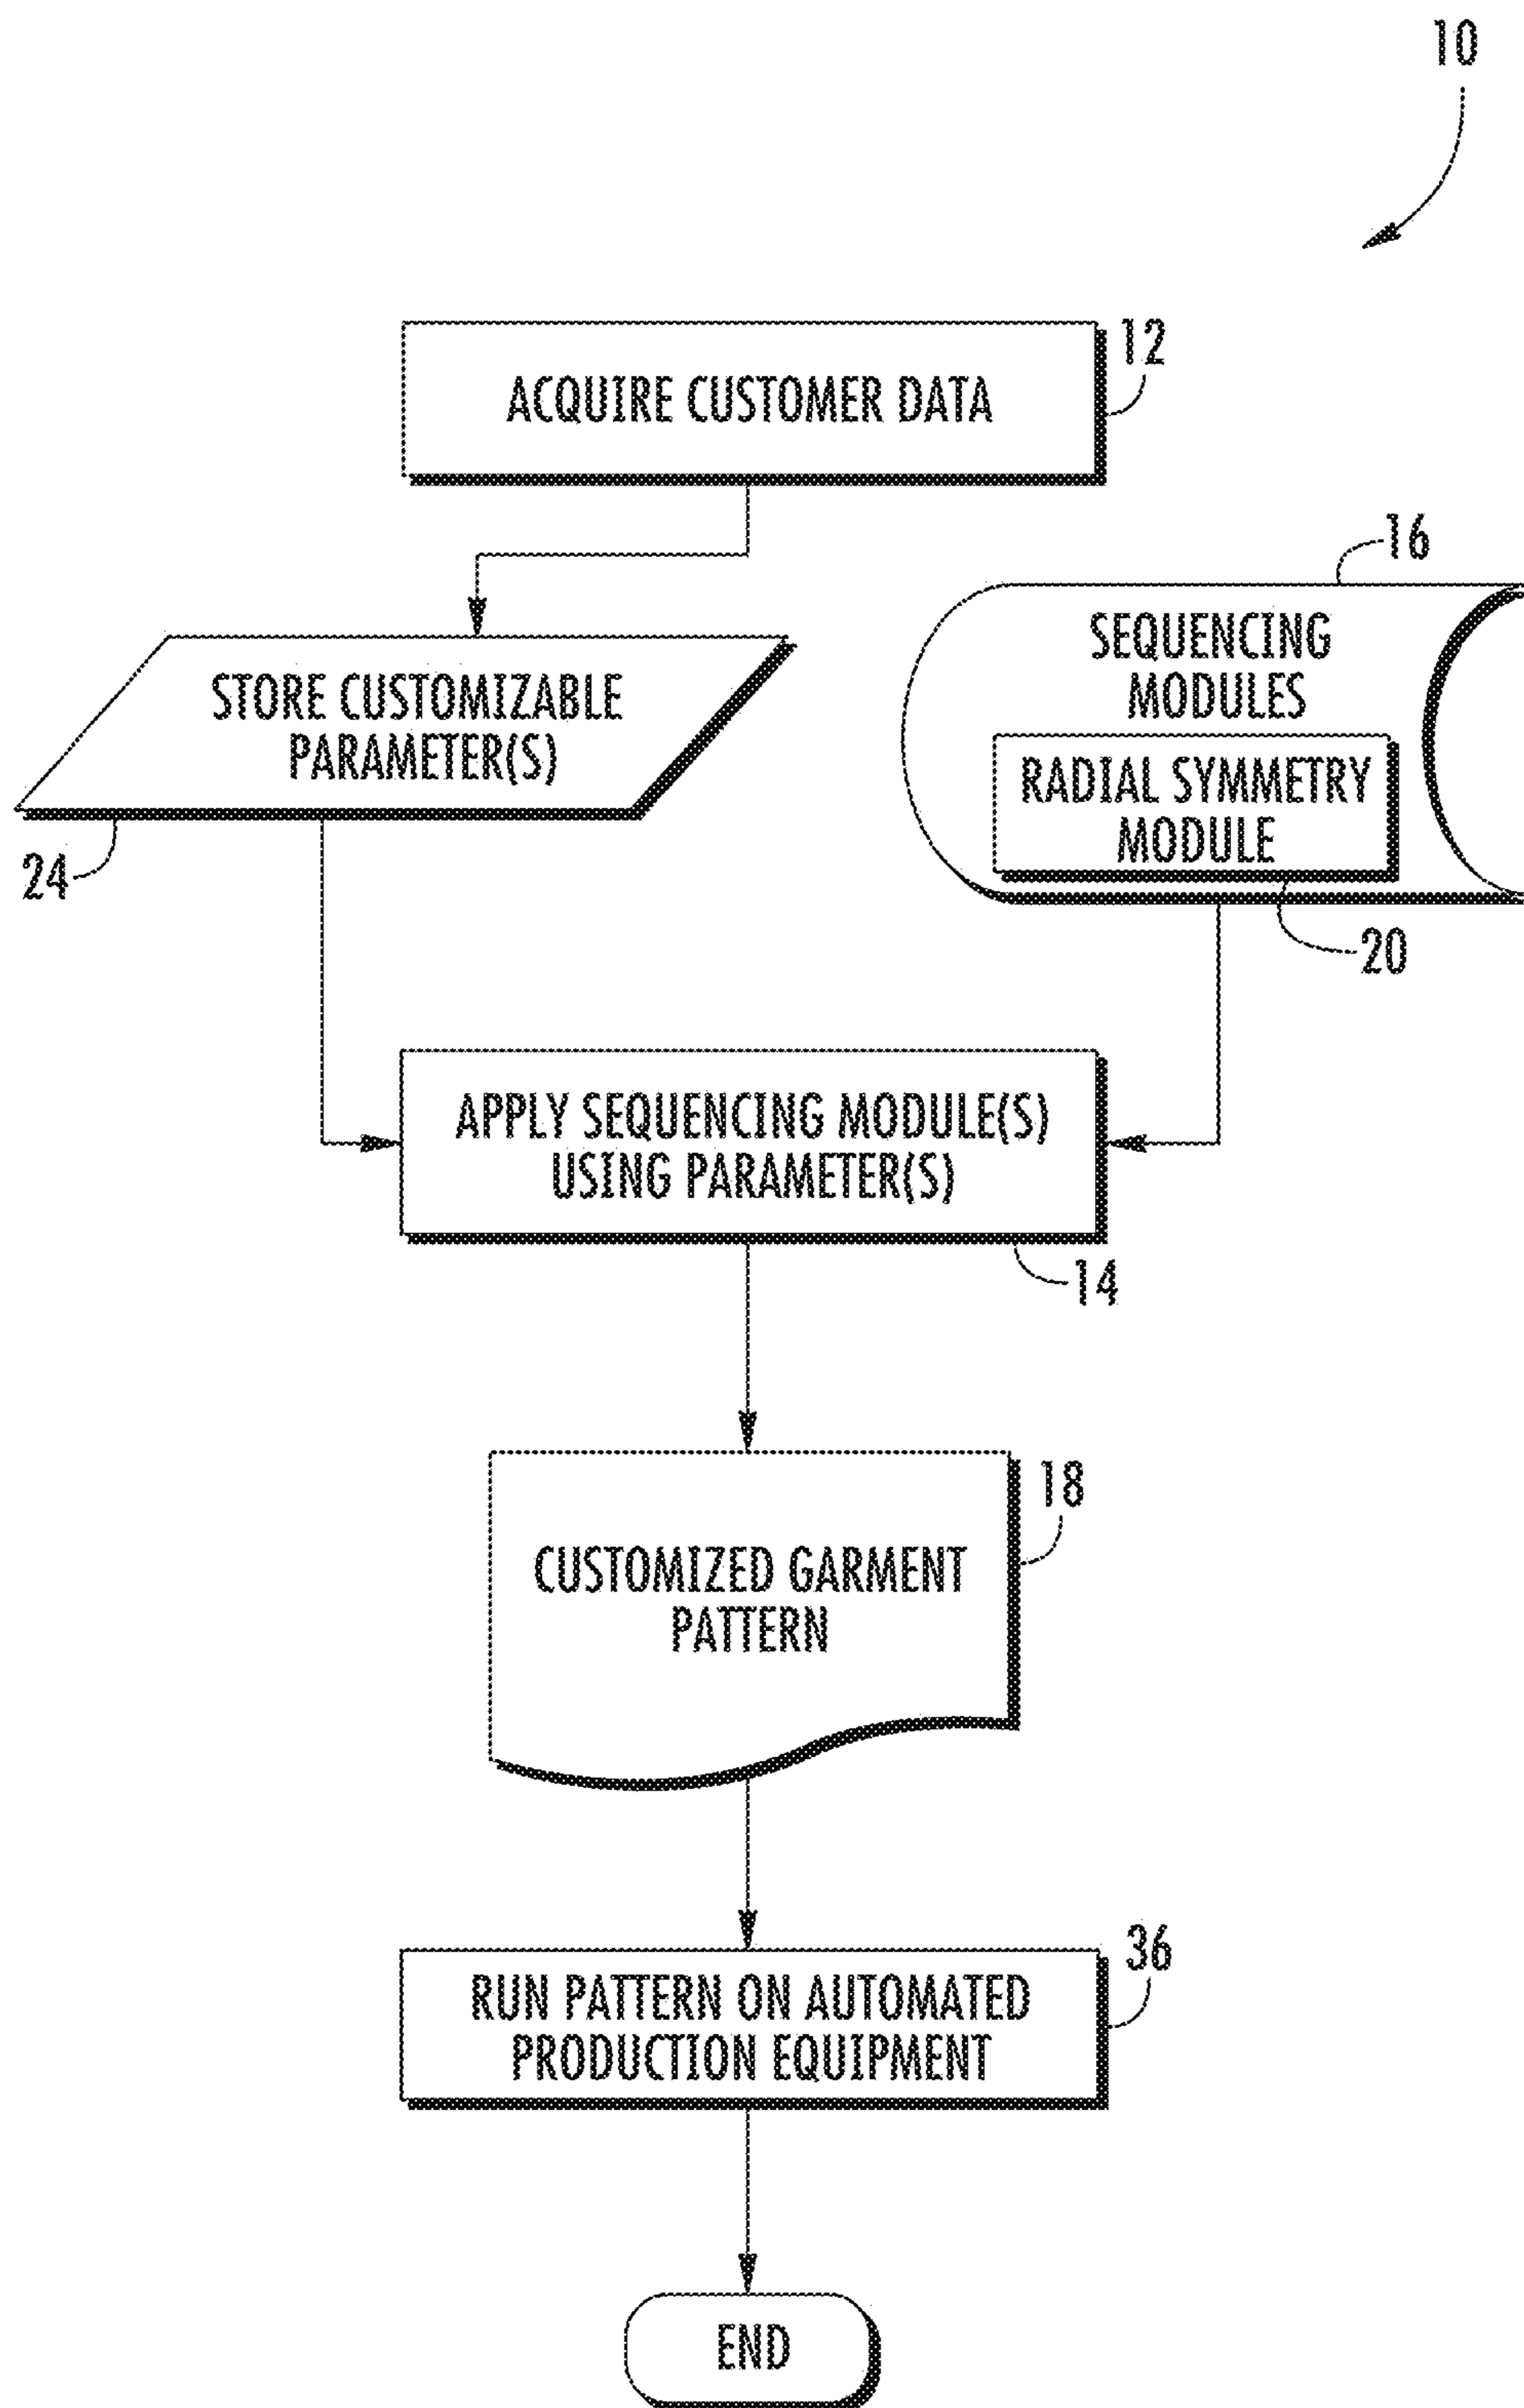 10
ACQUIRE CUSTOMER DATA
12
16
STORE CUSTOMIZABLE
PARAMETER(S)
24
SEQUENCING
MODULES
RADIAL SYMMETRY
MODULE
20
APPLY SEQUENCING MODULE(S)
USING PARAMETER(S)
14
CUSTOMIZED GARMENT
PATTERN
18
RUN PATTERN ON AUTOMATED
PRODUCTION EQUIPMENT
36
END